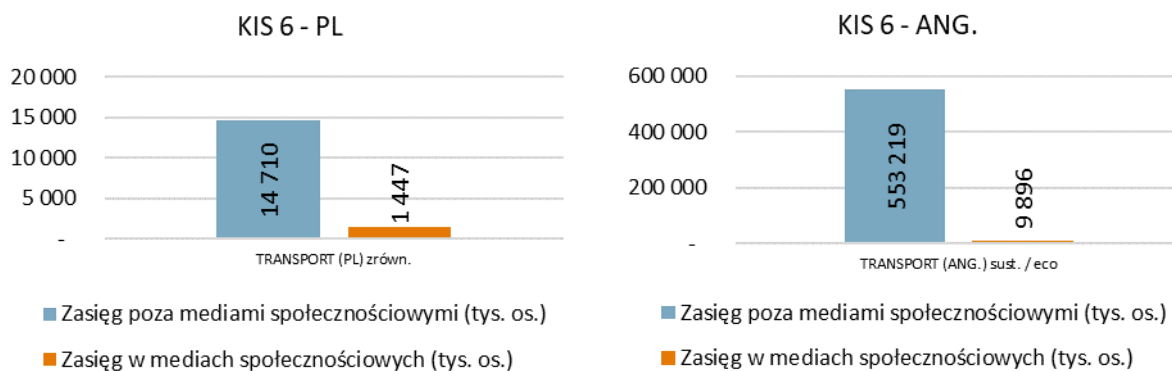 KIS 6 - PL
20 000
15 000
10 000
5 000
-
14 710
1 447
TRANSPORT (PL) zrówn.
Zasięg poza mediami społecznościowymi (tys. os.)
Zasięg w mediach społecznościowych (tys. os.)
KIS 6 - ANG.
600 000
400 000
200 000
-
553 219
9 896
TRANSPORT (ANG.) sust. / eco
Zasięg poza mediami społecznościowymi (tys. os.)
Zasięg w mediach społecznościowych (tys. os.)